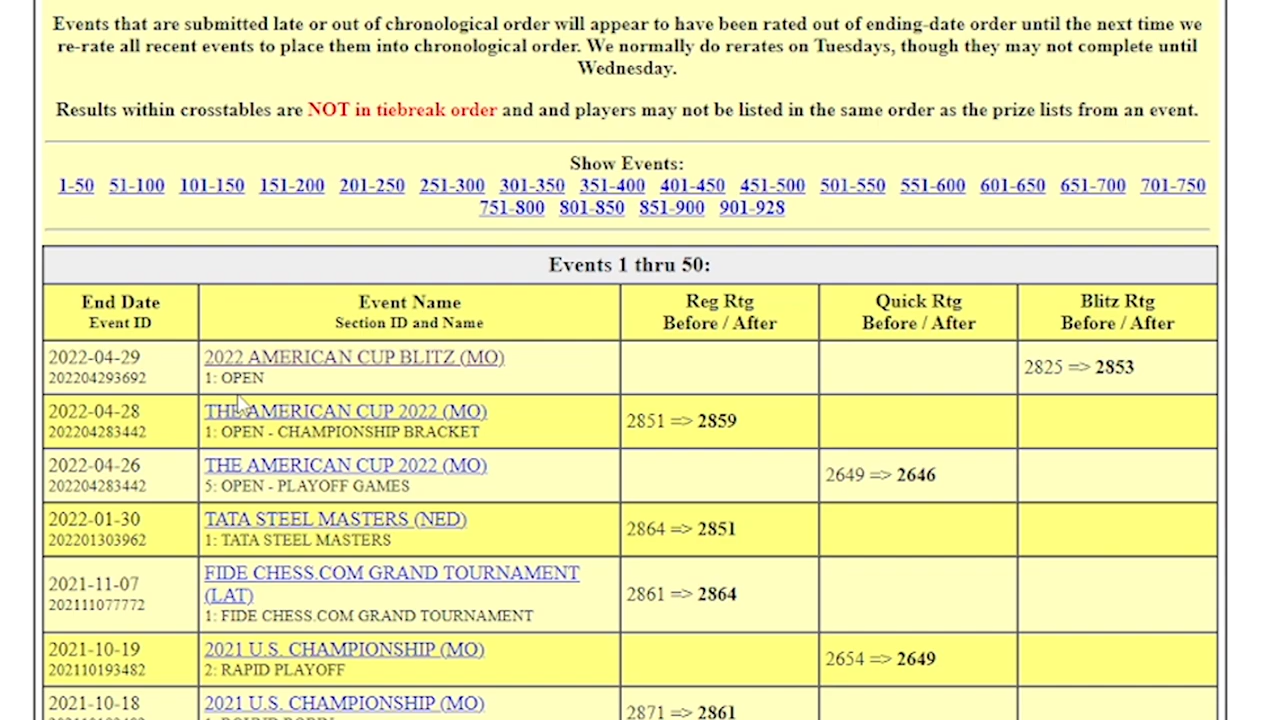 Events that are submitted late or out of chronological order will appear to have been rated out of ending-date order until the next time we
re-rate all recent events to place them into chronological order. We normally do rerates on Tuesdays, though they may not complete until
Wednesday.
Results within crosstables are NOT in tiebreak order and and players may not be listed in the same order as the prize lists from an event.
Show Events:
1-50 51-100 101-150 151-200 201-250 251-300 301-350 351-400 401-450 451-500 501-550 551-600 601-650 651-700 701-750
751-800 801-850 851-900 901-928
Events 1 thru 50:
End Date Event Name Reg Rtg Quick Rtg Blitz Rtg
Event ID Section ID and Name Before / After Before / After Before / After
2022-04-29 2022 AMERICAN CUP BLITZ (MO) 2825 => 2853
202204293692 1: OPEN
2022-04-28 THE AMERICAN CUP 2022 (MO) 2851 => 2859
202204283442 1: OPEN - CHAMPIONSHIP BRACKET
2022-04-26 THE AMERICAN CUP 2022 (MO) 2649 => 2646
202204283442 5: OPEN - PLAYOFF GAMES
2022-01-30 TATA STEEL MASTERS (NED) 2864 => 2851
202201303962 1: TATA STEEL MASTERS
2021-11-07 FIDE CHESS.COM GRAND TOURNAMENT 2861 => 2864
202111077772 (LAT)
1: FIDE CHESS.COM GRAND TOURNAMENT
2021-10-19 2021 U.S. CHAMPIONSHIP (MO) 2654 => 2649
202110193482 2: RAPID PLAYOFF
2021-10-18 2021 U.S. CHAMPIONSHIP (MO) 2871 => 2861